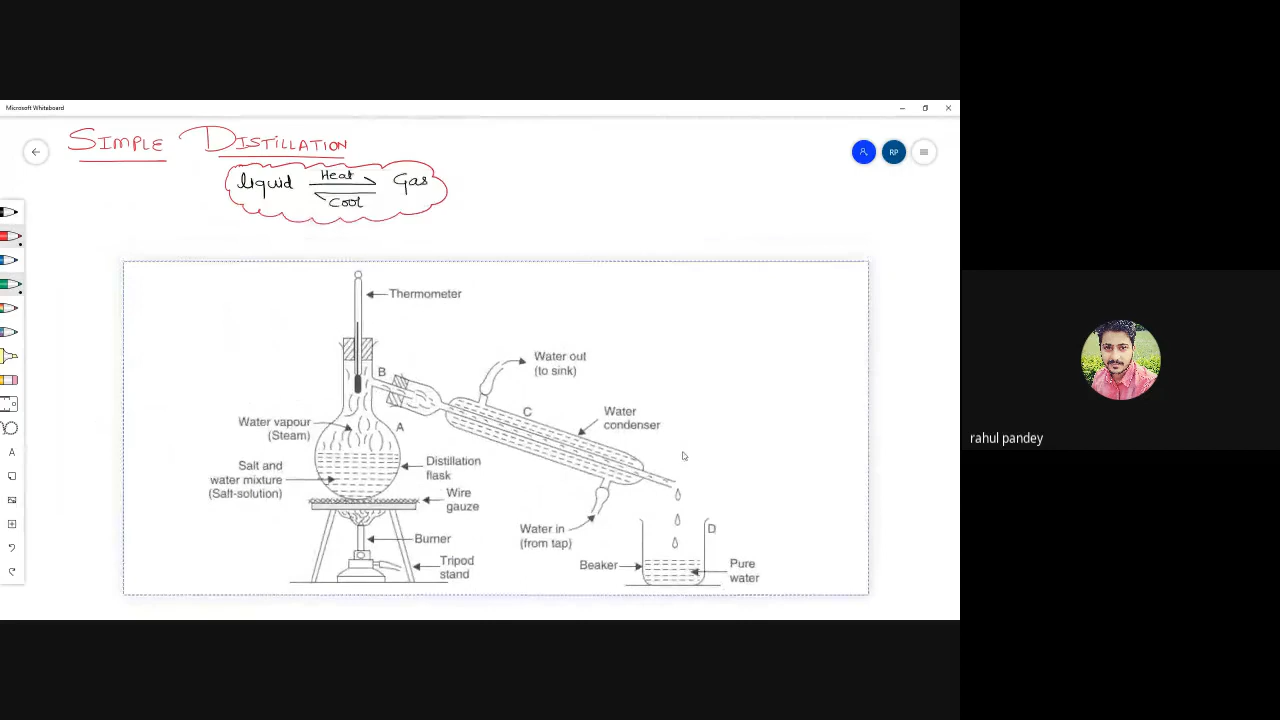 Microsoft Whiteboard
SIMPLE DISTILLATION
liquid Heat Gas
Cool
RP
Thermometer
Water out
(to sink)
B
C
Water
condenser
Water vapour
(Steam)
A
Salt and
water mixture
(Salt-solution)
Distillation
flask
Wire
gauze
Water in
(from tap)
D
Burner
Tripod
stand
Beaker
Pure
water
rahul pandey
A